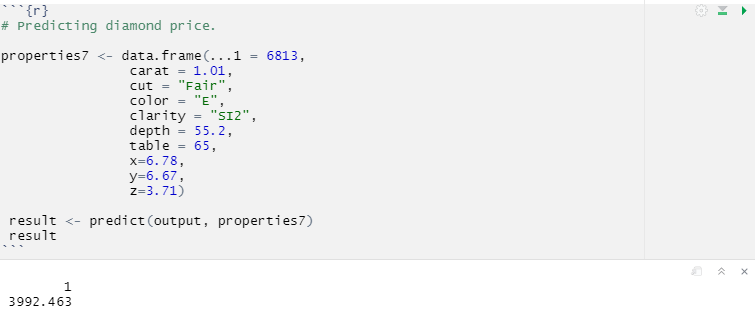 ```{r}
# Predicting diamond price.
properties7 <- data.frame(...1 = 6813,
carat = 1.01,
cut = "Fair",
color = "E",
clarity = "SI2",
depth = 55.2,
table = 65,
x=6.78,
y=6.67,
z=3.71)
result <- predict(output, properties7)
result
```
1
3992.463